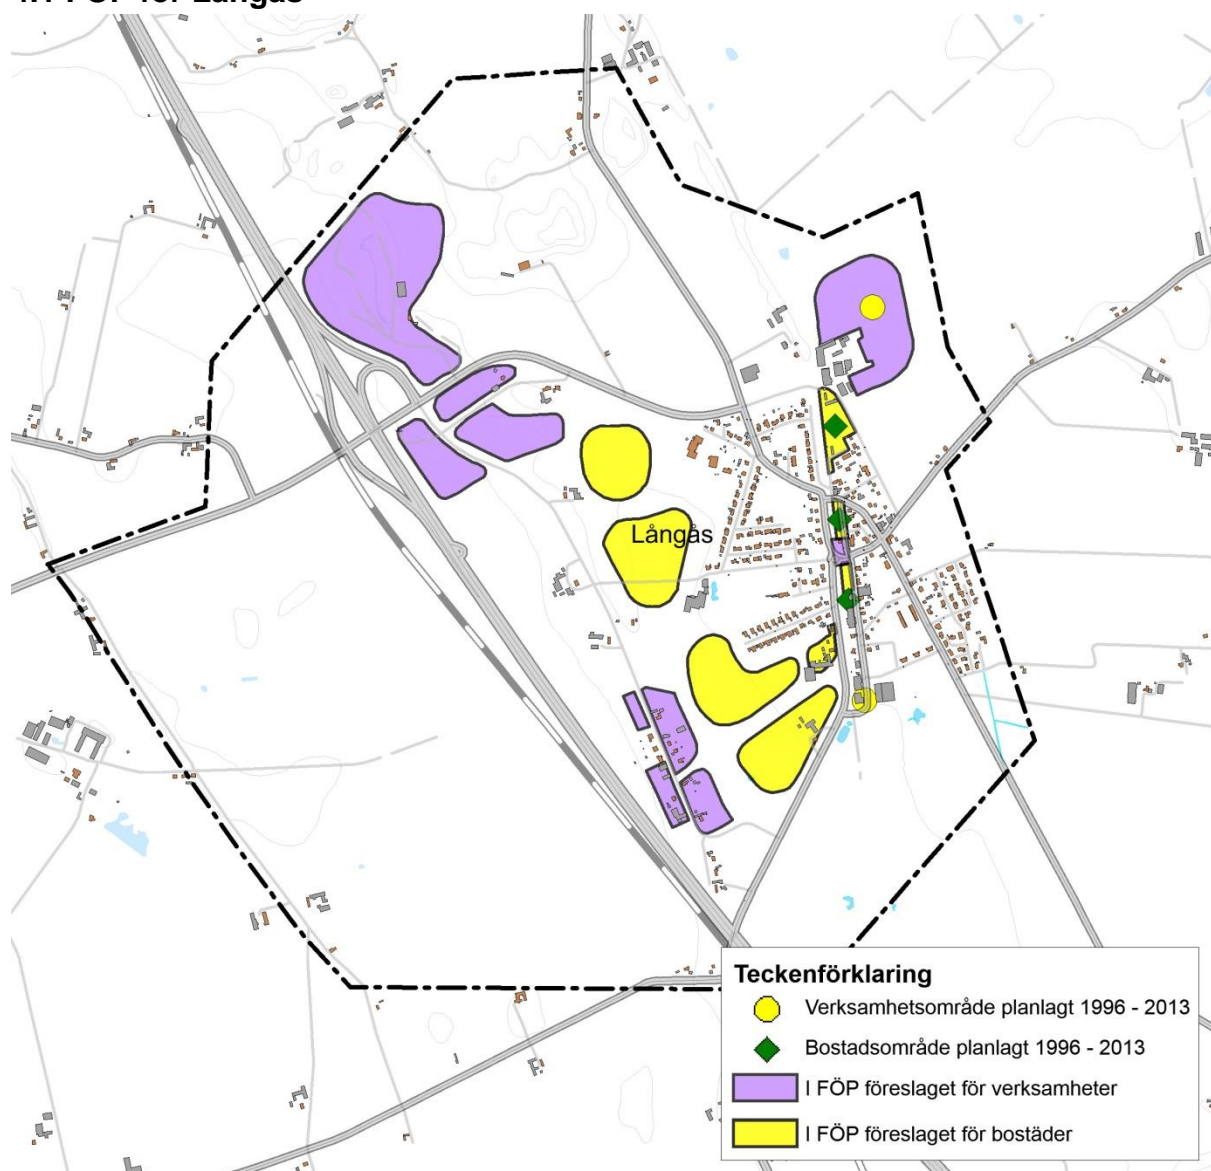 Långås
Teckenförklaring
Verksamhetsområde planlagt 1996 - 2013
Bostadsområde planlagt 1996 - 2013
I FÖP föreslaget för verksamheter
I FÖP föreslaget för bostäder